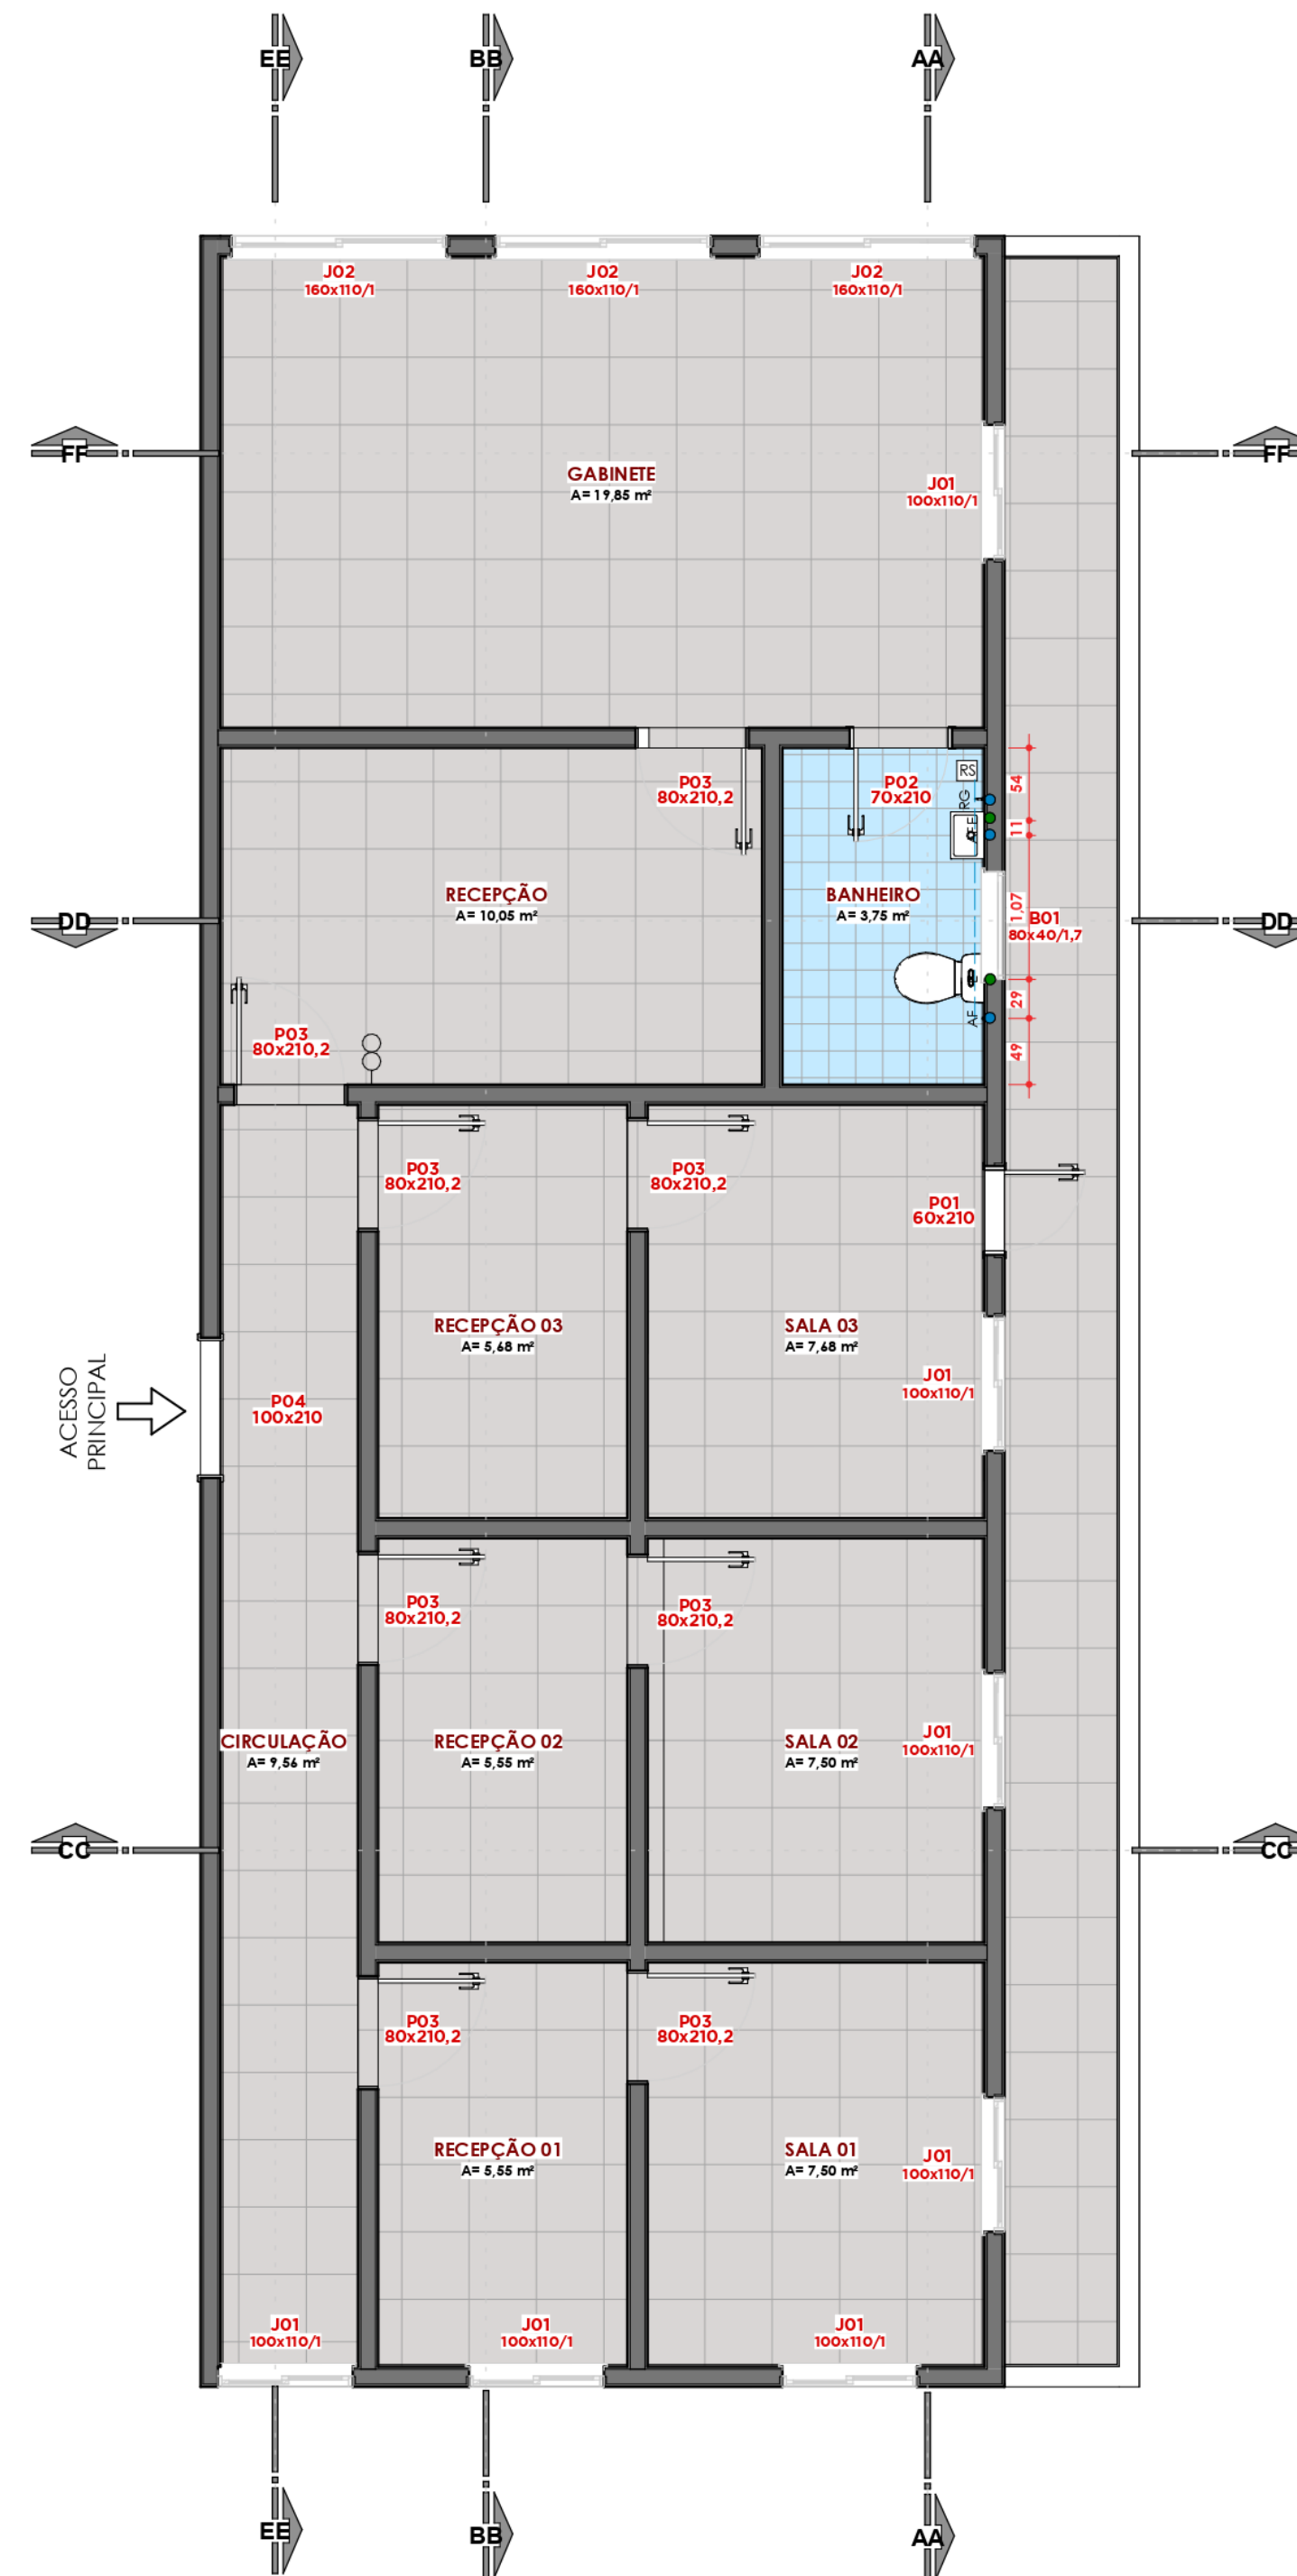 EE
BB
AA
J02
160x110/1
J02
160x110/1
J02
160x110/1
FF
FF
GABINETE
A= 19,85 m²
J01
100x110/1
P03
80x210,2
P02
70x210
RS
RG
54
11
RECEPÇÃO
A= 10,05 m²
BANHEIRO
A= 3,75 m²
1,07
B01
80x40/1,7
DD
DD
29
AF
49
P03
80x210,2
P03
80x210,2
P03
80x210,2
P01
60x210
RECEPÇÃO 03
A= 5,68 m²
SALA 03
A= 7,68 m²
J01
100x110/1
ACESSO
PRINCIPAL
P04
100x210
P03
80x210,2
P03
80x210,2
CIRCULAÇÃO
A= 9,56 m²
RECEPÇÃO 02
A= 5,55 m²
SALA 02
A= 7,50 m²
J01
100x110/1
CC
CC
P03
80x210,2
P03
80x210,2
RECEPÇÃO 01
A= 5,55 m²
SALA 01
A= 7,50 m²
J01
100x110/1
J01
100x110/1
J01
100x110/1
J01
100x110/1
EE
BB
AA